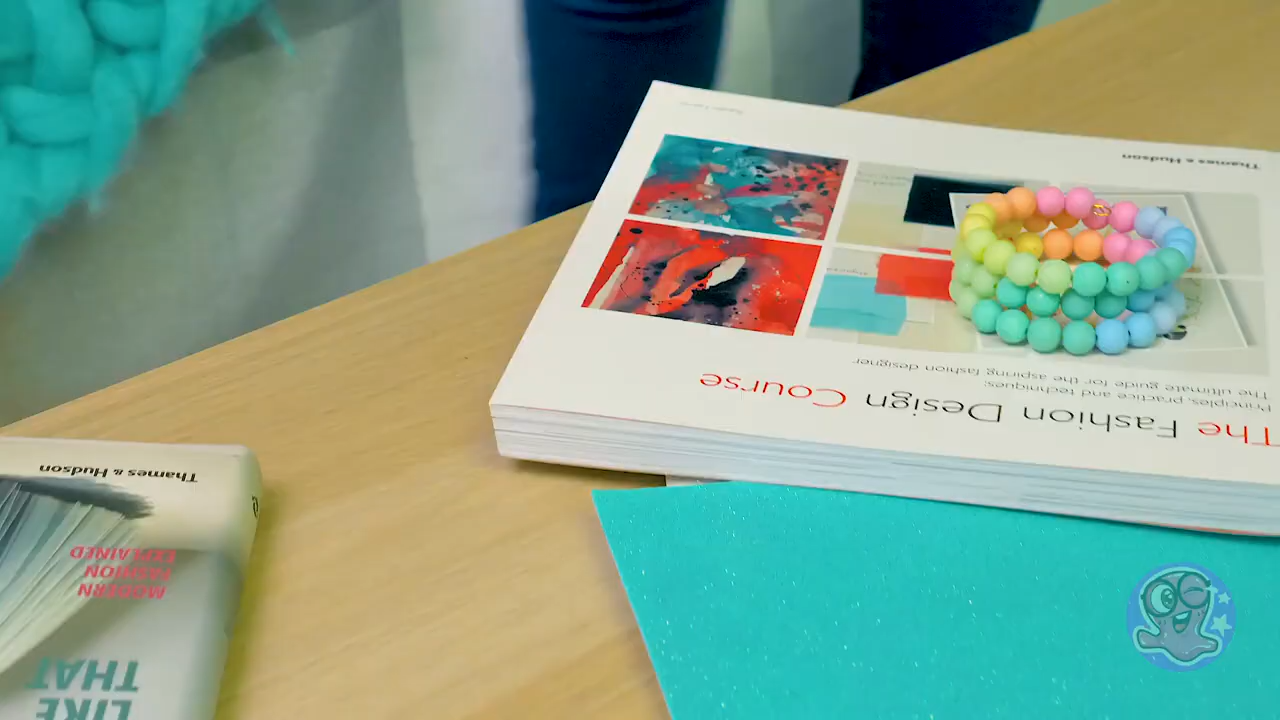 The Fashion Design Course
Principles, practice and techniques:
The ultimate guide for the aspiring fashion designer
Thames & Hudson
LIKE
THAT
MODERN
FASHION
EXPLAINED
Thames & Hudson